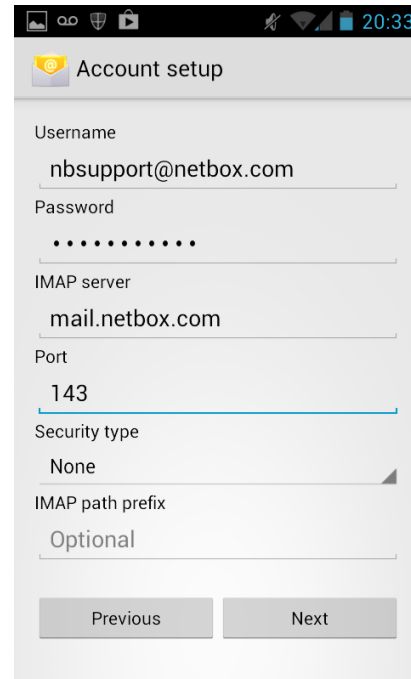 20:33
Account setup
Username
nbsupport@netbox.com
Password
•••••••••••
IMAP server
mail.netbox.com
Port
143
Security type
None
IMAP path prefix
Optional
Previous
Next